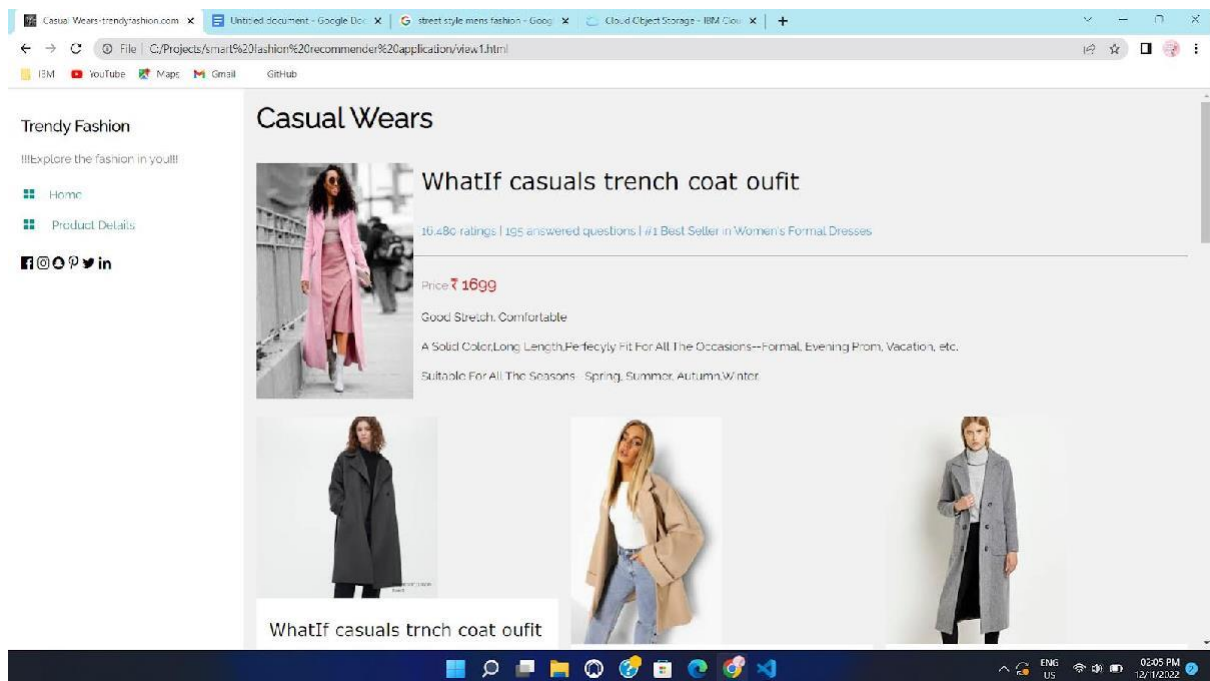 Casual Wears-trendyfashion.com
Untitled document - Google Doc
street style mens fashion - Goog
Cloud Object Storage - IBM Clou
File | C:/Projects/smart%20fashion%20recommender%20application/view1.html
IBM
YouTube
Maps
Gmail
GitHub
Trendy Fashion
!!!Explore the fashion in you!!!
Home
Product Details
Casual Wears
WhatIf casuals trench coat oufit
16,480 ratings | 195 answered questions | #1 Best Seller in Women's Formal Dresses
Price ₹ 1699
Good Stretch, Comfortable
A Solid Color,Long Length,Perfecyly Fit For All The Occasions--Formal, Evening Prom, Vacation, etc.
Suitable For All The Seasons- Spring, Summer, Autumn,Winter.
WhatIf casuals trnch coat oufit
ENG
US
02:05 PM
12/11/2022